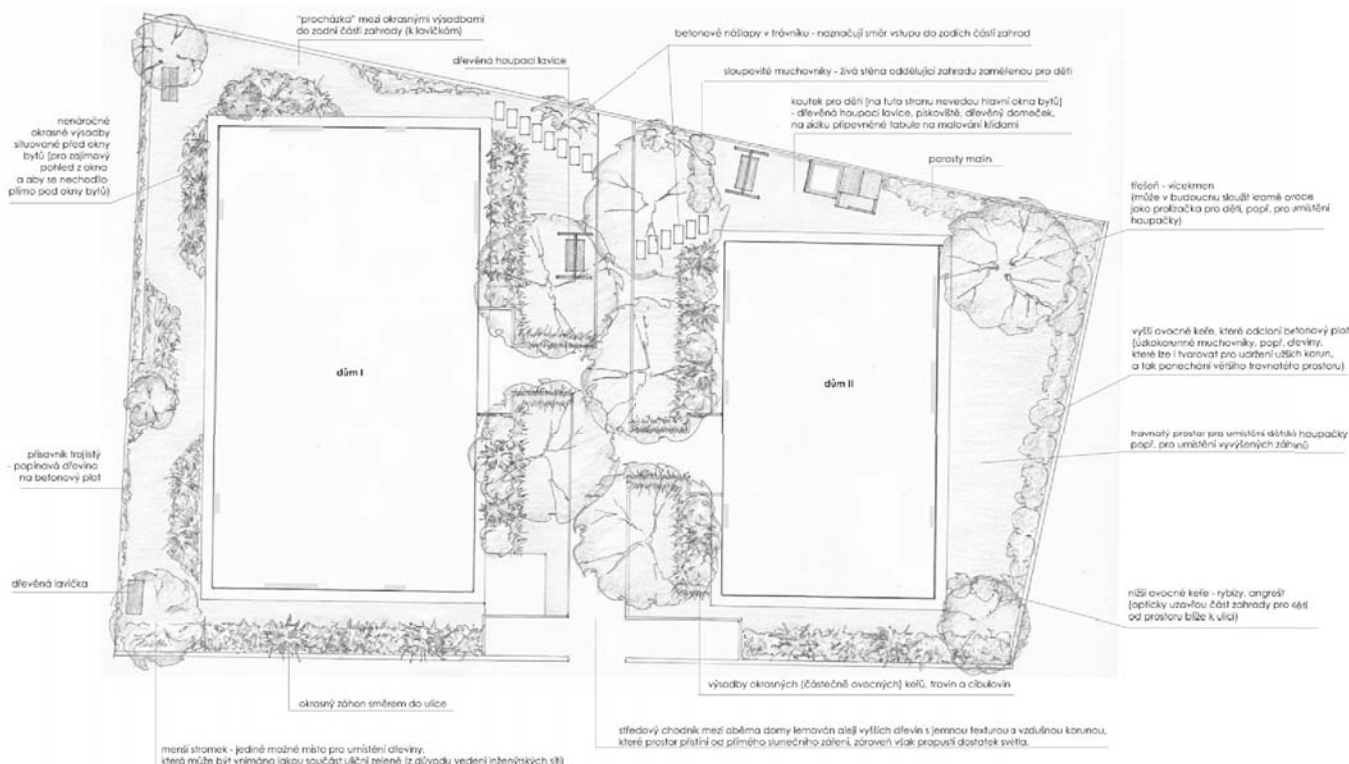 "procházka" mezi okrasnými výsadbami
do zadní části zahrady (k lavičkám)
betonové nášlapy v trávníku - naznačují směr vstupu do zadích částí zahrad
dřevěná houpací lavice
sloupovité muchovníky - živá stěna oddělující zahradu zaměřenou pro děti
koutek pro děti (na tuto stranu nevedou hlavní okna bytů)
- dřevěná houpací lavice, pískoviště, dřevěný domeček,
na zídku připevněné tabule na malování křídami
porosty malin
nenáročné
okrasné výsadby
situované před okny
bytů (pro zajímavý
pohled z okna
a aby se nechodilo
přímo pod okny bytů)
třešeň - vícekmen
(může v budoucnu sloužit kromě ovoce
jako prolízačka pro děti, popř. pro umístění
houpačky)
vyšší ovocné keře, které odcloní betonový plot
(úzkokorunné muchovníky, popř. dřeviny,
které lze i tvarovat pro udržení užších korun,
a tak ponechání většího travnatého prostoru)
dům I
dům II
travnatý prostor pro umístění dětské houpačky
popř. pro umístění vyvýšených záhonů
přísavník trojlistý
- popínavá dřevina
na betonový plot
dřevěná lavička
nižší ovocné keře - rybízy, angrešt
(opticky uzavřou část zahrady pro děti
od prostoru blíže k ulici)
výsadby okrasných (částečně ovocných) keřů, travin a cibulovin
okrasný záhon směrem do ulice
středový chodník mezi oběma domy lemován alejí vyšších dřevin s jemnou texturou a vzdušnou korunou,
které prostor přistíní od přímého slunečního záření, zároveň však propustí dostatek světla.
menší stromek - jediné možné místo pro umístění dřeviny,
která může být vnímána jakou součást uliční zeleně (z důvodu vedení inženýrských sítí)